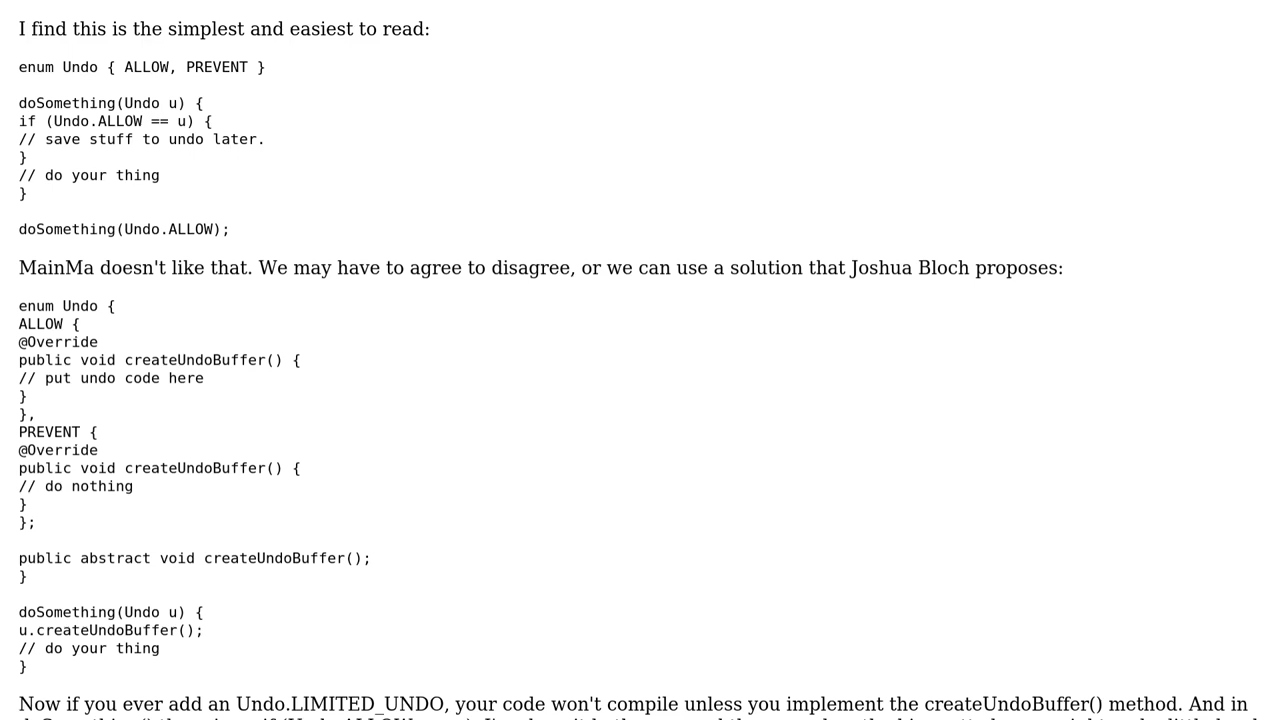 I find this is the simplest and easiest to read:
enum Undo { ALLOW, PREVENT }
doSomething(Undo u) {
if (Undo.ALLOW == u) {
// save stuff to undo later.
}
// do your thing
}
doSomething(Undo.ALLOW);
MainMa doesn't like that. We may have to agree to disagree, or we can use a solution that Joshua Bloch proposes:
enum Undo {
ALLOW {
@Override
public void createUndoBuffer() {
// put undo code here
}
},
PREVENT {
@Override
public void createUndoBuffer() {
// do nothing
}
};
public abstract void createUndoBuffer();
}
doSomething(Undo u) {
u.createUndoBuffer();
// do your thing
}
Now if you ever add an Undo.LIMITED_UNDO, your code won't compile unless you implement the createUndoBuffer() method. And in